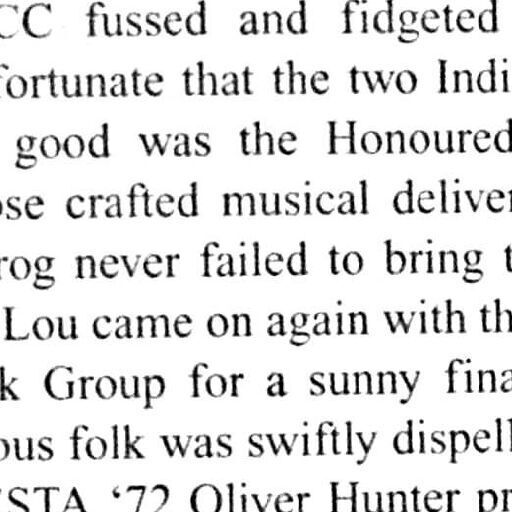 CC fussed and fidgeted
fortunate that the two Indi
good was the Honoured
ose crafted musical deliver
rog never failed to bring t
Lou came on again with th
k Group for a sunny fina
ous folk was swiftly dispell
ESTA ‘72 Oliver Hunter pr